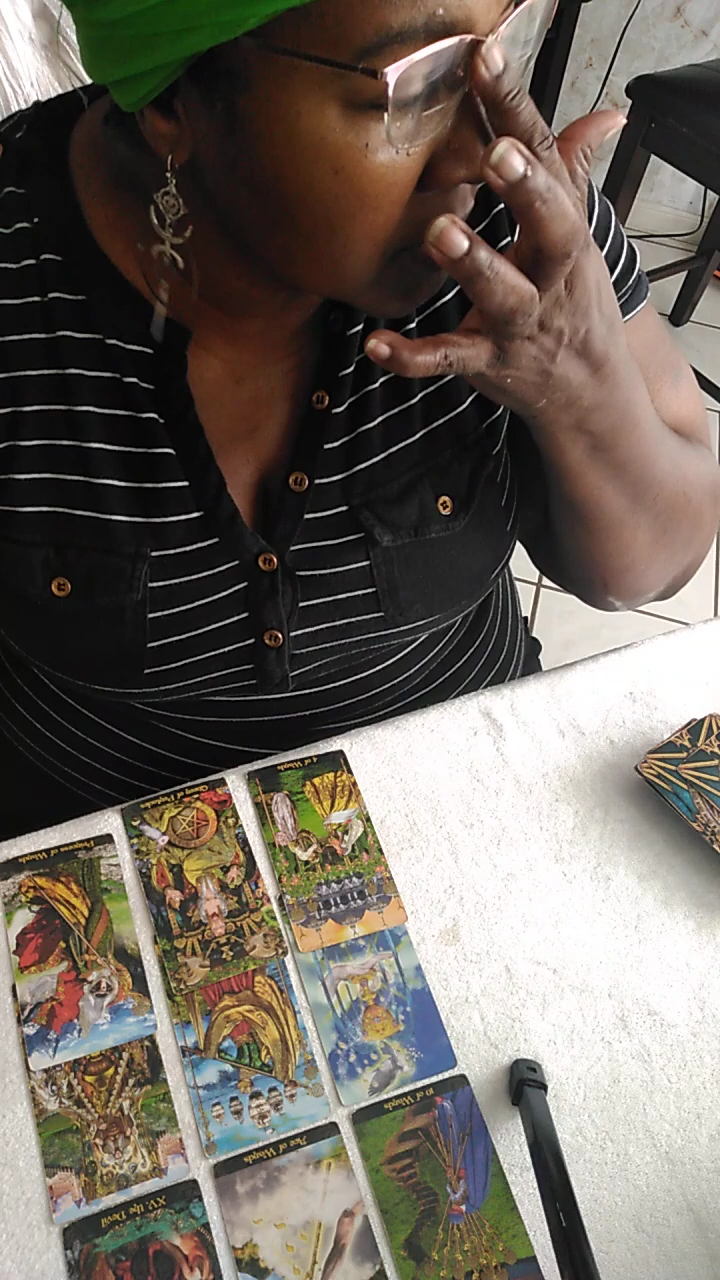 4 of Wands
Queen of Pentacles
Princess of Wands
10 of Wands
Ace of Wands
XV. the Devil